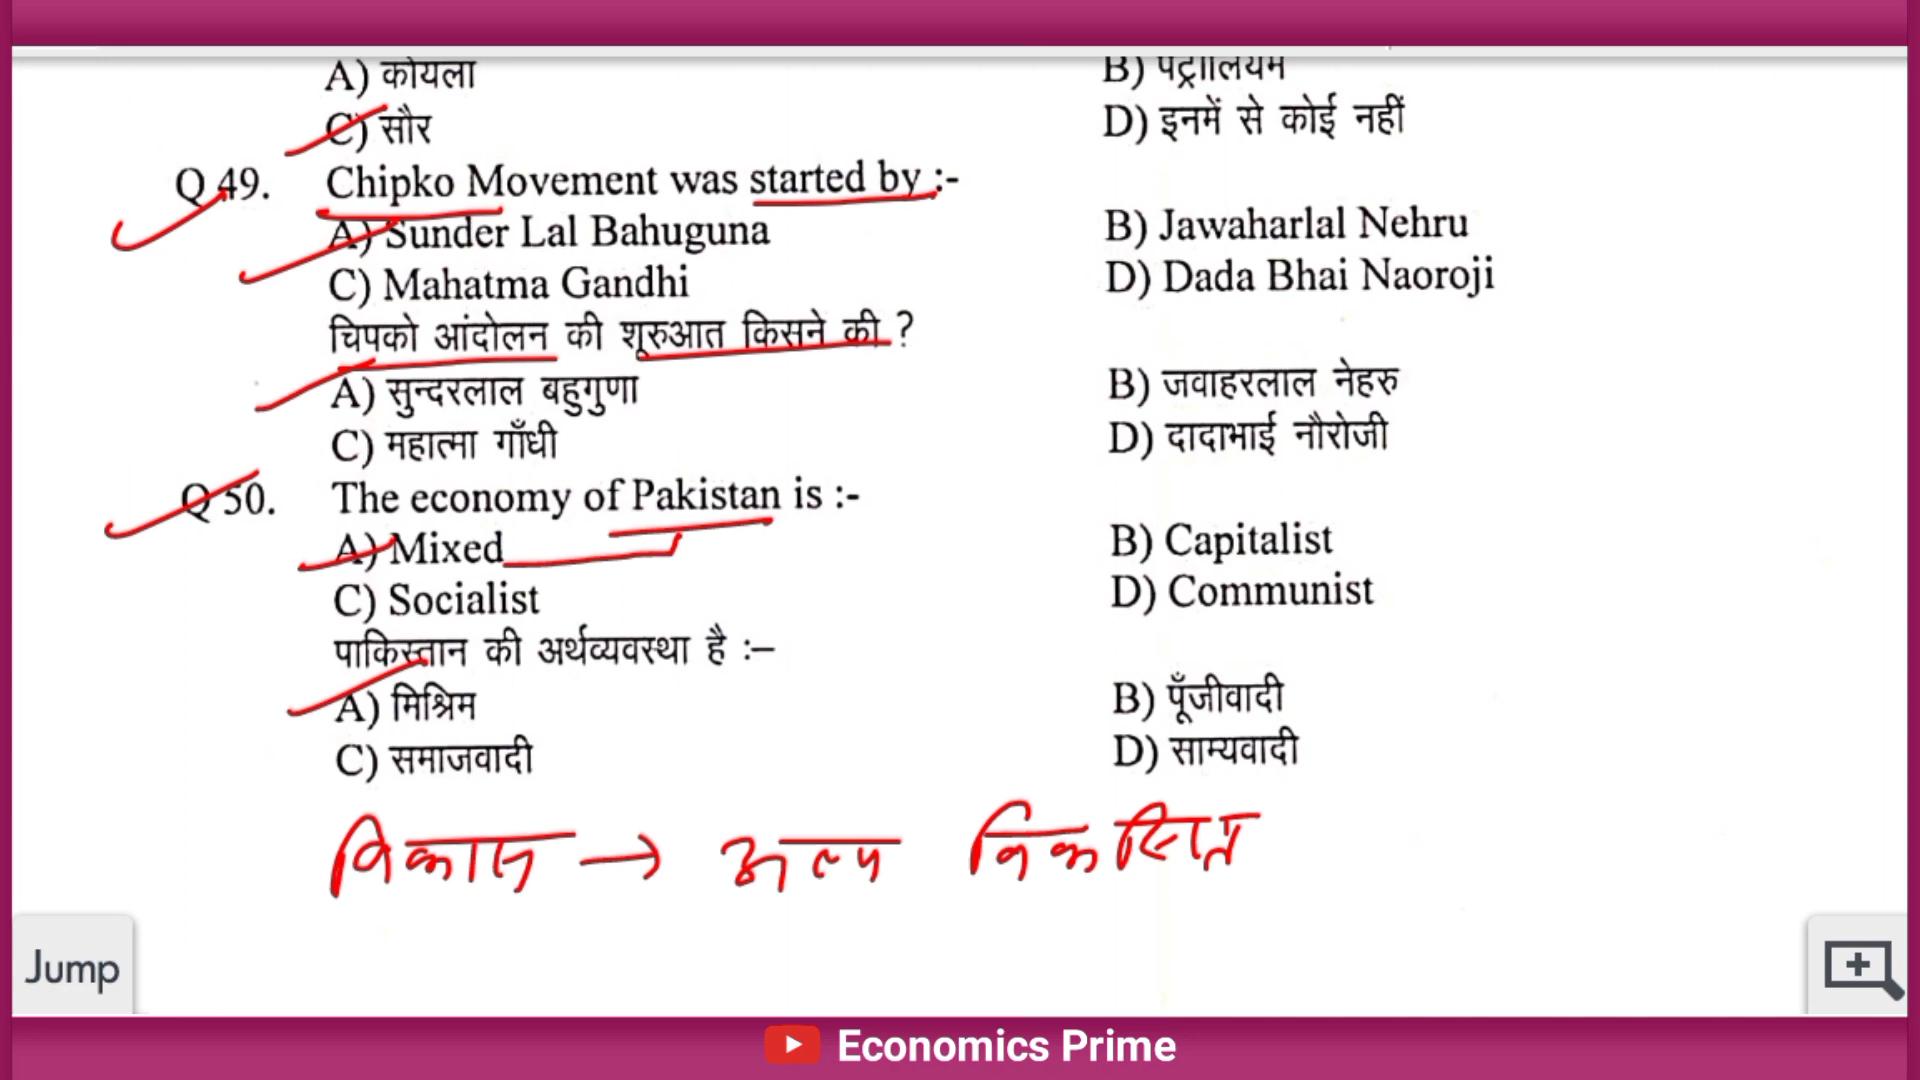 A) कोयला B) पेट्रोलियम
C) सौर D) इनमें से कोई नहीं
Q 49. Chipko Movement was started by :-
A) Sunder Lal Bahuguna B) Jawaharlal Nehru
C) Mahatma Gandhi D) Dada Bhai Naoroji
चिपको आंदोलन की शूरुआत किसने की ?
A) सुन्दरलाल बहुगुणा B) जवाहरलाल नेहरु
C) महात्मा गाँधी D) दादाभाई नौरोजी
Q 50. The economy of Pakistan is :-
A) Mixed B) Capitalist
C) Socialist D) Communist
पाकिस्तान की अर्थव्यवस्था है :–
A) मिश्रिम B) पूँजीवादी
C) समाजवादी D) साम्यवादी
विकास → अल्प विकसित
Jump
Economics Prime